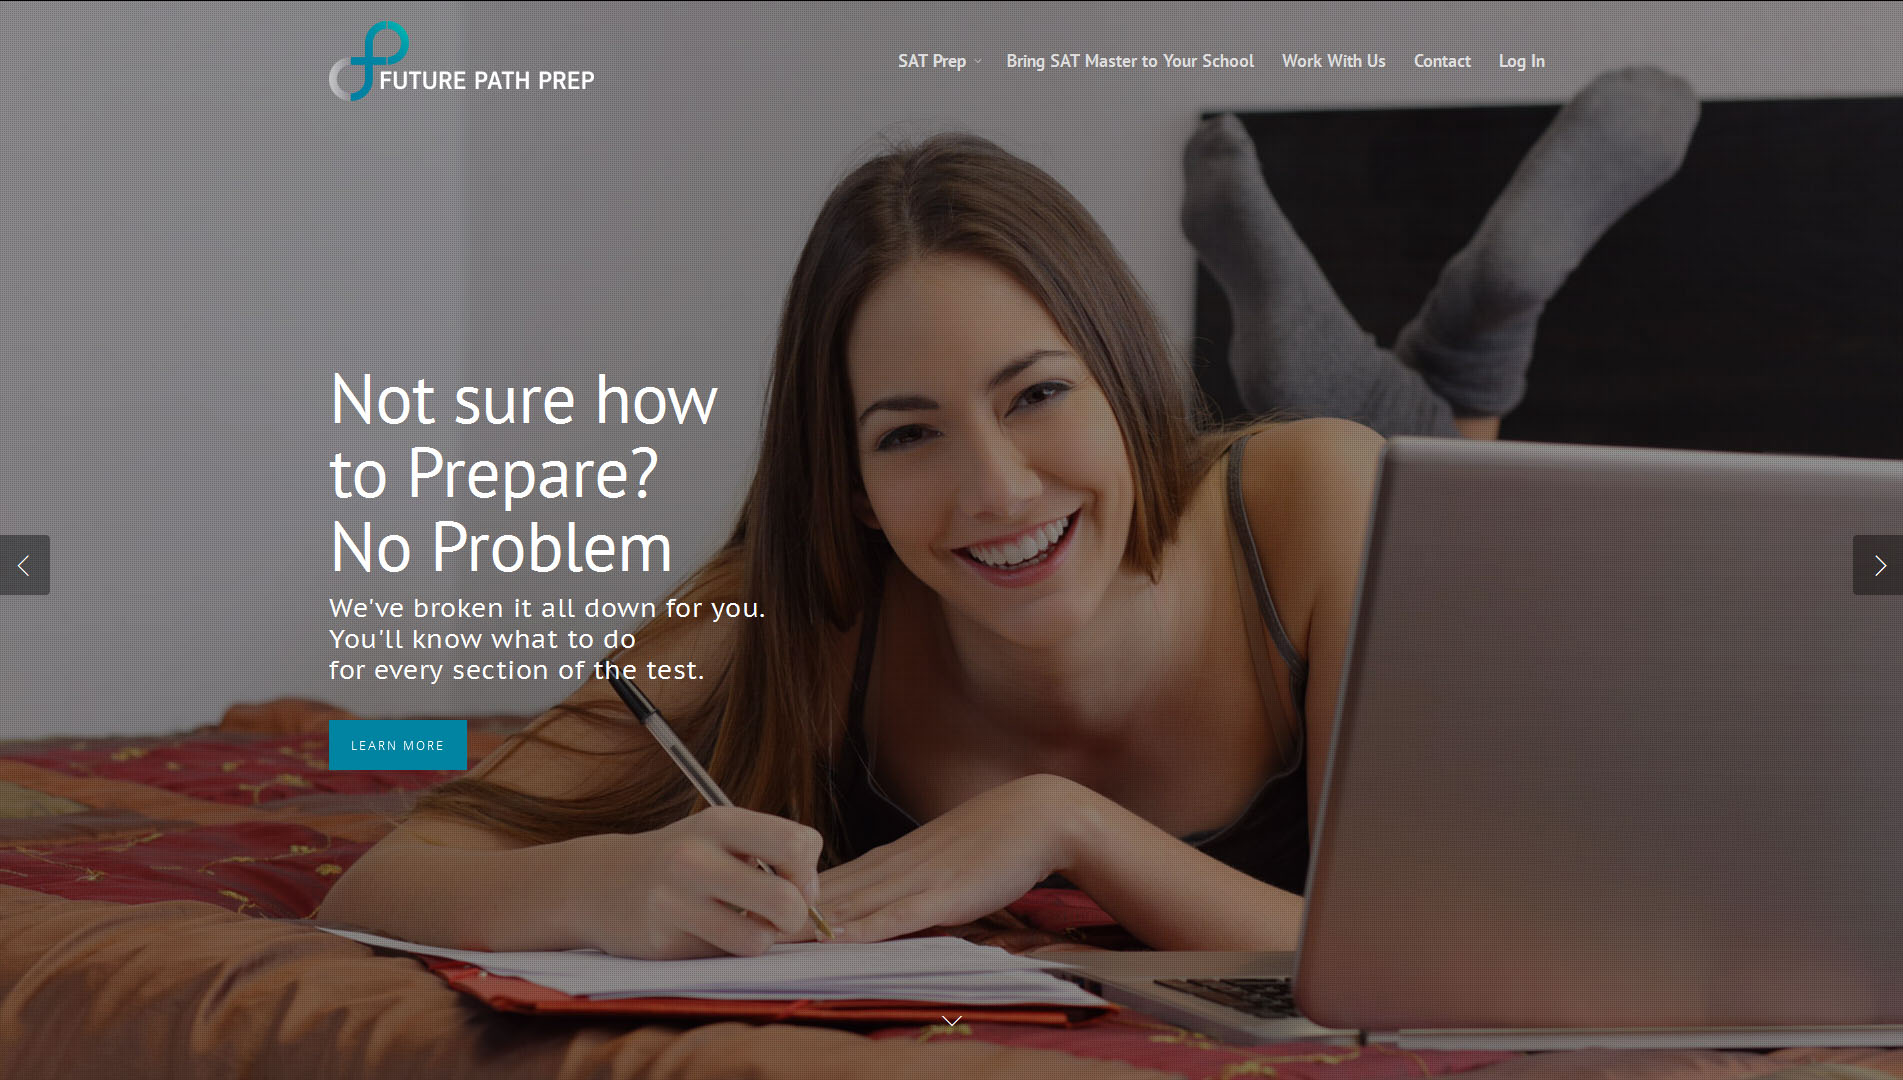 FUTURE PATH PREP
SAT Prep
Bring SAT Master to Your School
Work With Us
Contact
Log In
Not sure how
to Prepare?
No Problem
We've broken it all down for you.
You'll know what to do
for every section of the test.
LEARN MORE